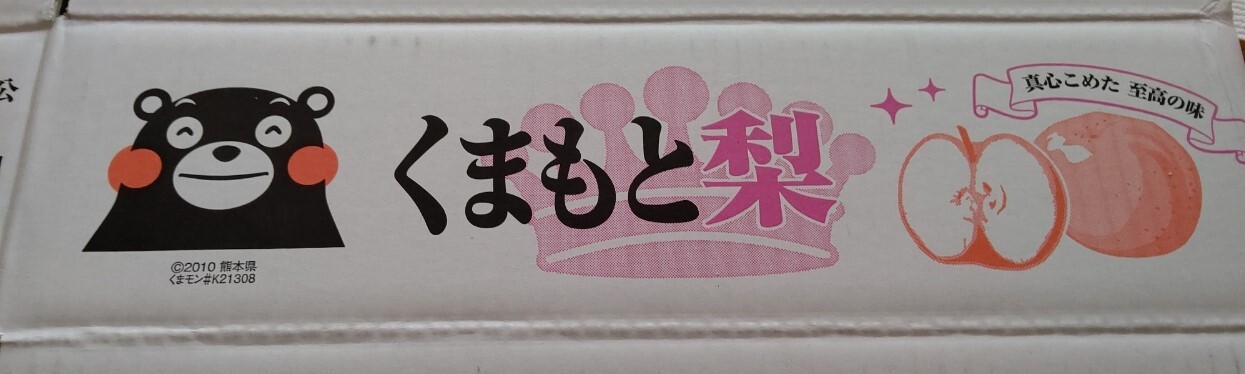 くまもと梨
真心こめた 至高の味
©2010 熊本県
くまモン#K21308